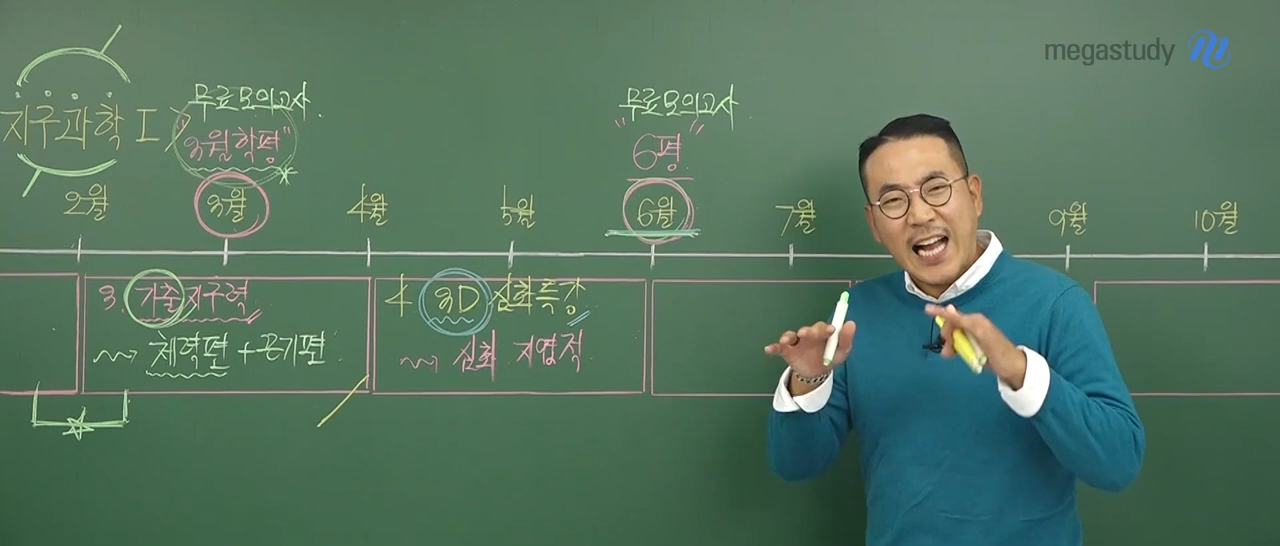 megastudy
지구과학 I
무료모의고사
"3월학평"
무료모의고사
"6평"
2월 3월 4월 5월 6월 7월 9월 10월
3. 기출지구력
체력편 + 끈기편
4 3D 심화특강
심화 지엽적